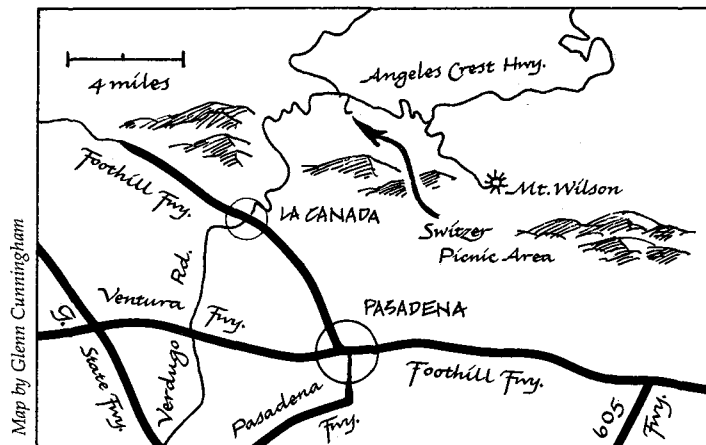 Angeles Crest Hwy.
4 miles
Foothill Fwy.
Mt. Wilson
LA CANADA
Switzer
Picnic Area
Verdugo Rd.
Ventura Fwy.
PASADENA
G. State Fwy.
Pasadena Fwy.
Foothill Fwy.
605 Fwy.
Map by Glenn Cunningham